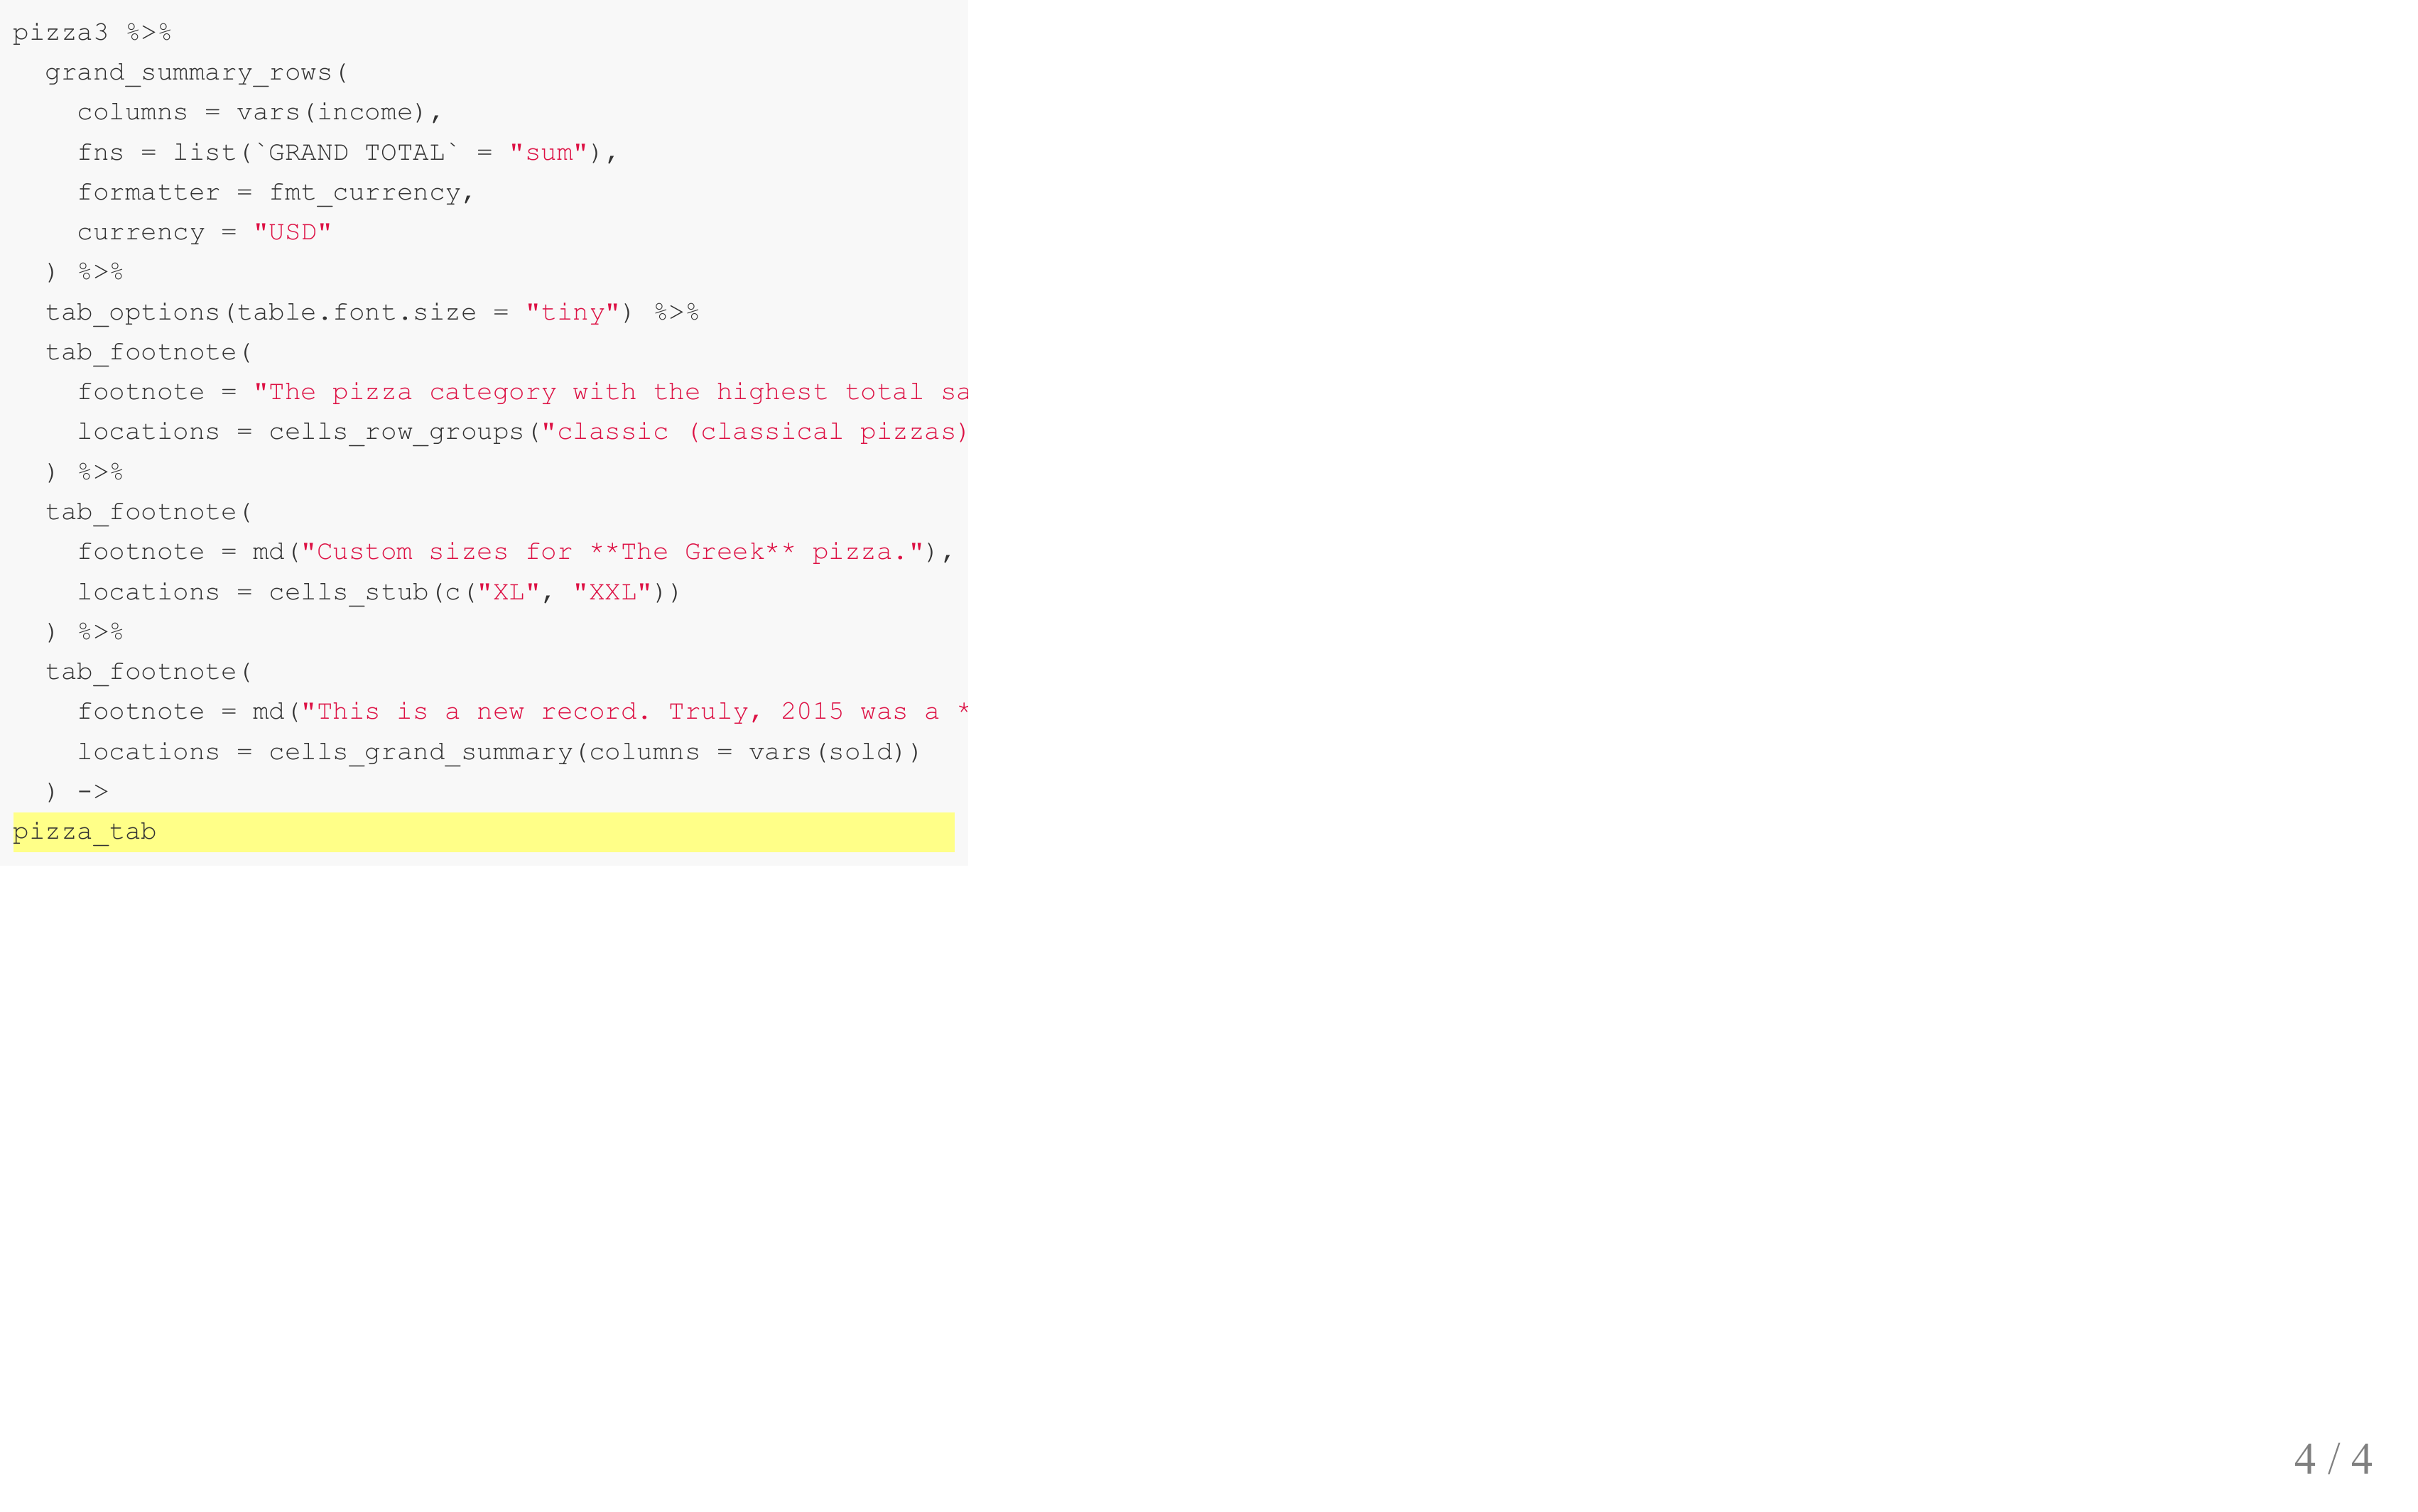 pizza3 %>%
  grand_summary_rows(
    columns = vars(income),
    fns = list(`GRAND TOTAL` = "sum"),
    formatter = fmt_currency,
    currency = "USD"
  ) %>%
  tab_options(table.font.size = "tiny") %>%
  tab_footnote(
    footnote = "The pizza category with the highest total sa
    locations = cells_row_groups("classic (classical pizzas)
  ) %>%
  tab_footnote(
    footnote = md("Custom sizes for **The Greek** pizza."),
    locations = cells_stub(c("XL", "XXL"))
  ) %>%
  tab_footnote(
    footnote = md("This is a new record. Truly, 2015 was a *
    locations = cells_grand_summary(columns = vars(sold))
  ) ->
pizza_tab
4 / 4